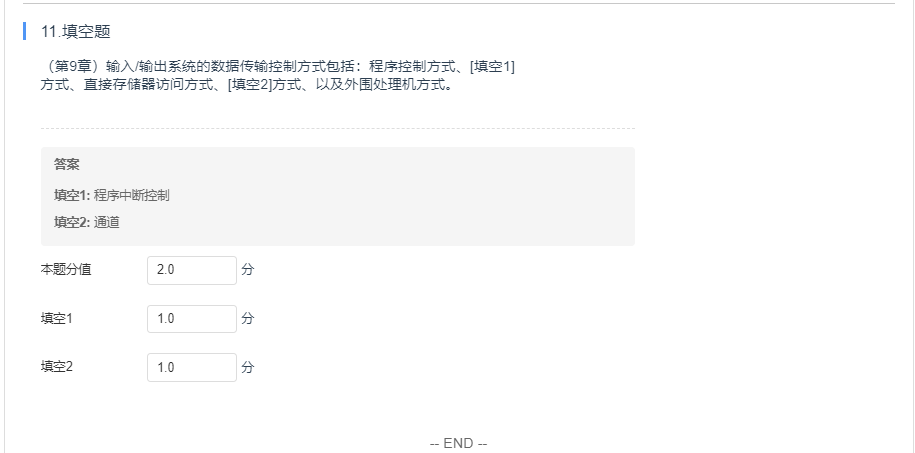 11.填空题
（第9章）输入/输出系统的数据传输控制方式包括：程序控制方式、[填空1]
方式、直接存储器访问方式、[填空2]方式、以及外围处理机方式。
答案
填空1: 程序中断控制
填空2: 通道
本题分值 2.0 分
填空1 1.0 分
填空2 1.0 分
-- END --